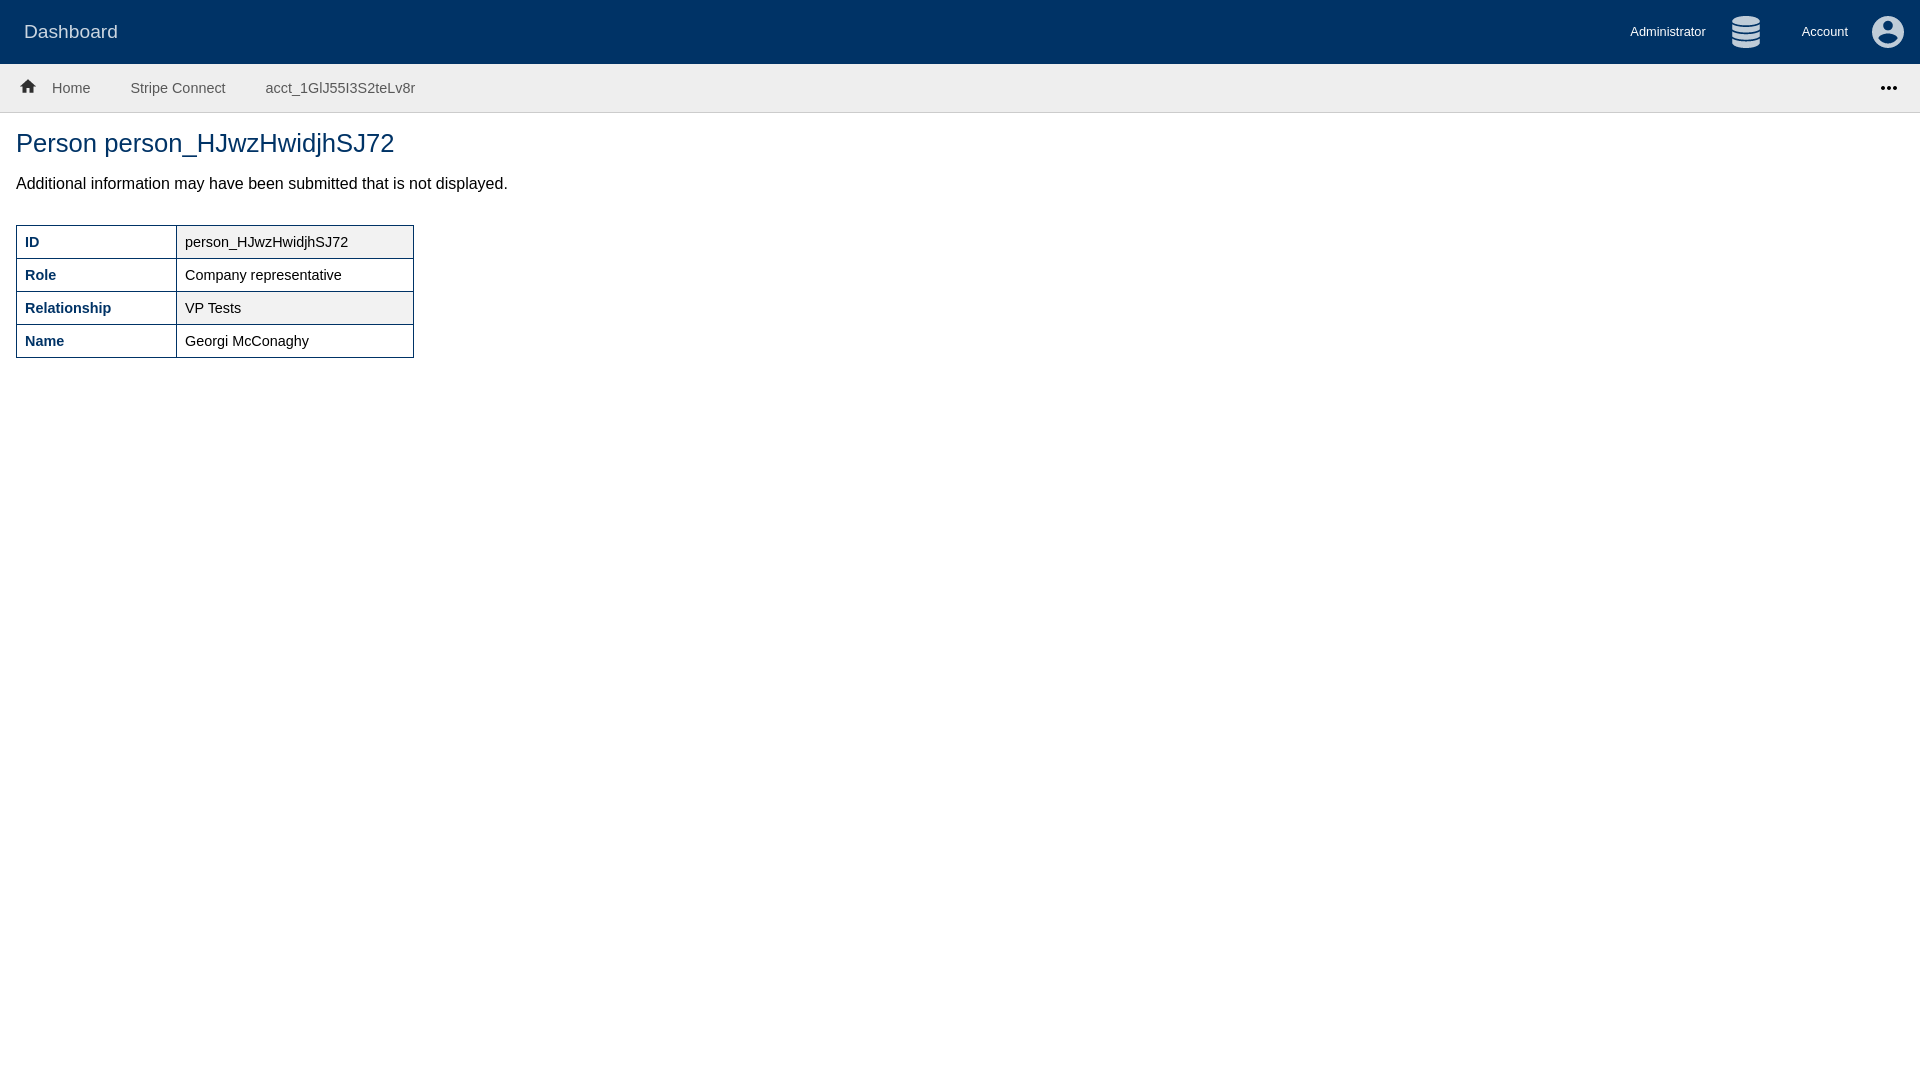 Dashboard
Administrator
Account
Home
Stripe Connect
acct_1GlJ55I3S2teLv8r
Person person_HJwzHwidjhSJ72
Additional information may have been submitted that is not displayed.
ID person_HJwzHwidjhSJ72
Role Company representative
Relationship VP Tests
Name Georgi McConaghy